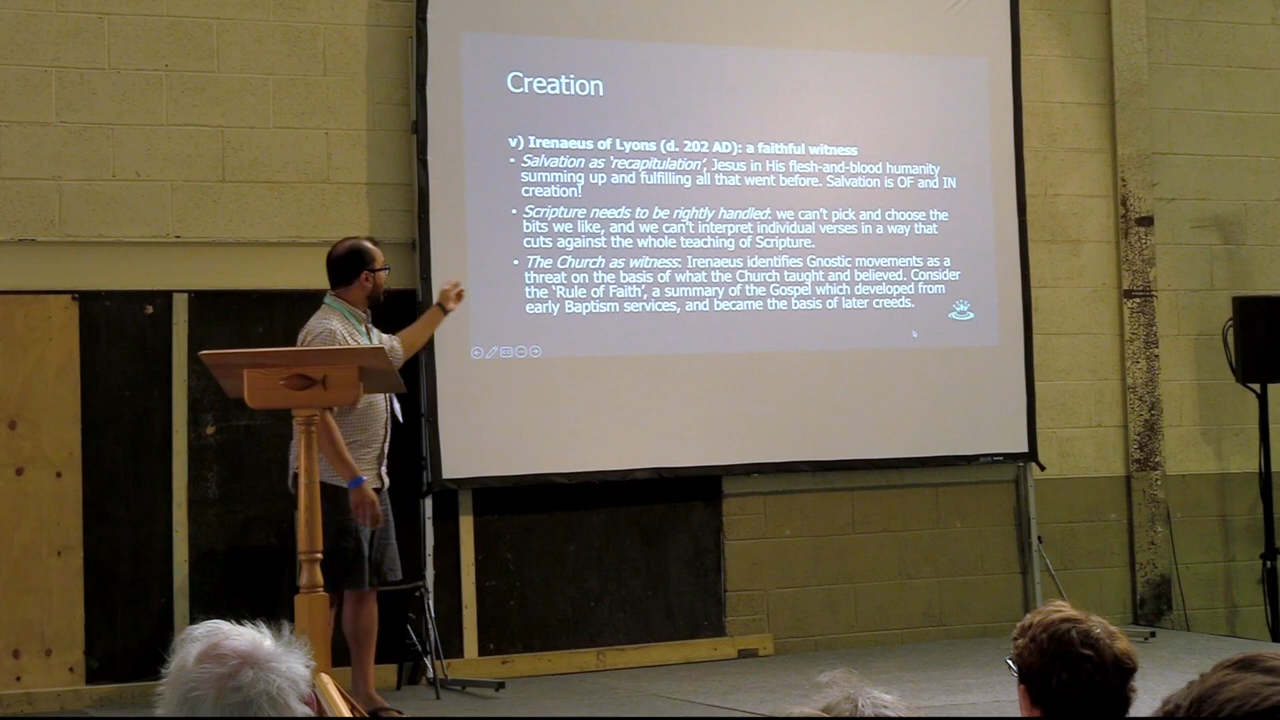 Creation
v) Irenaeus of Lyons (d. 202 AD): a faithful witness
• Salvation as ‘recapitulation’, Jesus in His flesh-and-blood humanity
summing up and fulfilling all that went before. Salvation is OF and IN
creation!
• Scripture needs to be rightly handled: we can’t pick and choose the
bits we like, and we can’t interpret individual verses in a way that
cuts against the whole teaching of Scripture.
• The Church as witness: Irenaeus identifies Gnostic movements as a
threat on the basis of what the Church taught and believed. Consider
the ‘Rule of Faith’, a summary of the Gospel which developed from
early Baptism services, and became the basis of later creeds.